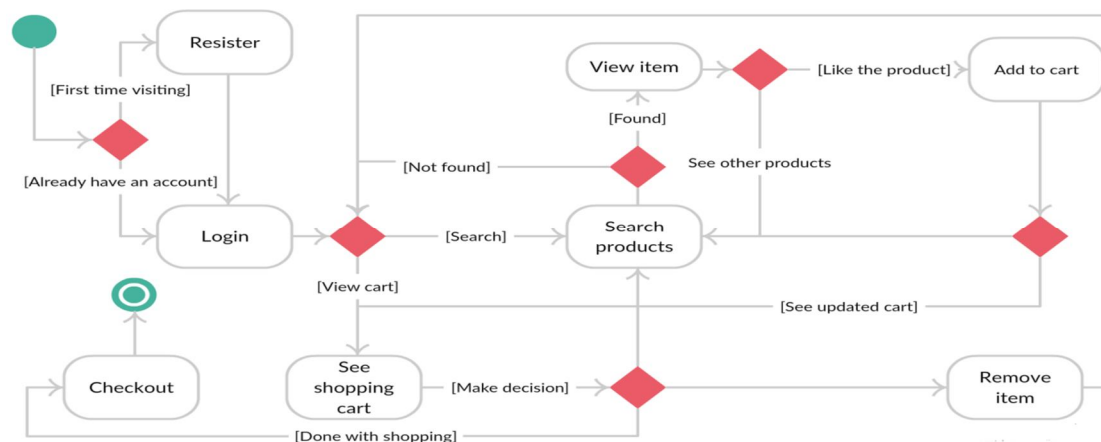 Resister
View item
[Like the product]
Add to cart
[First time visiting]
[Found]
[Not found]
See other products
[Already have an account]
Login
[Search]
Search
products
[View cart]
[See updated cart]
Checkout
See
shopping
cart
[Make decision]
Remove
item
[Done with shopping]